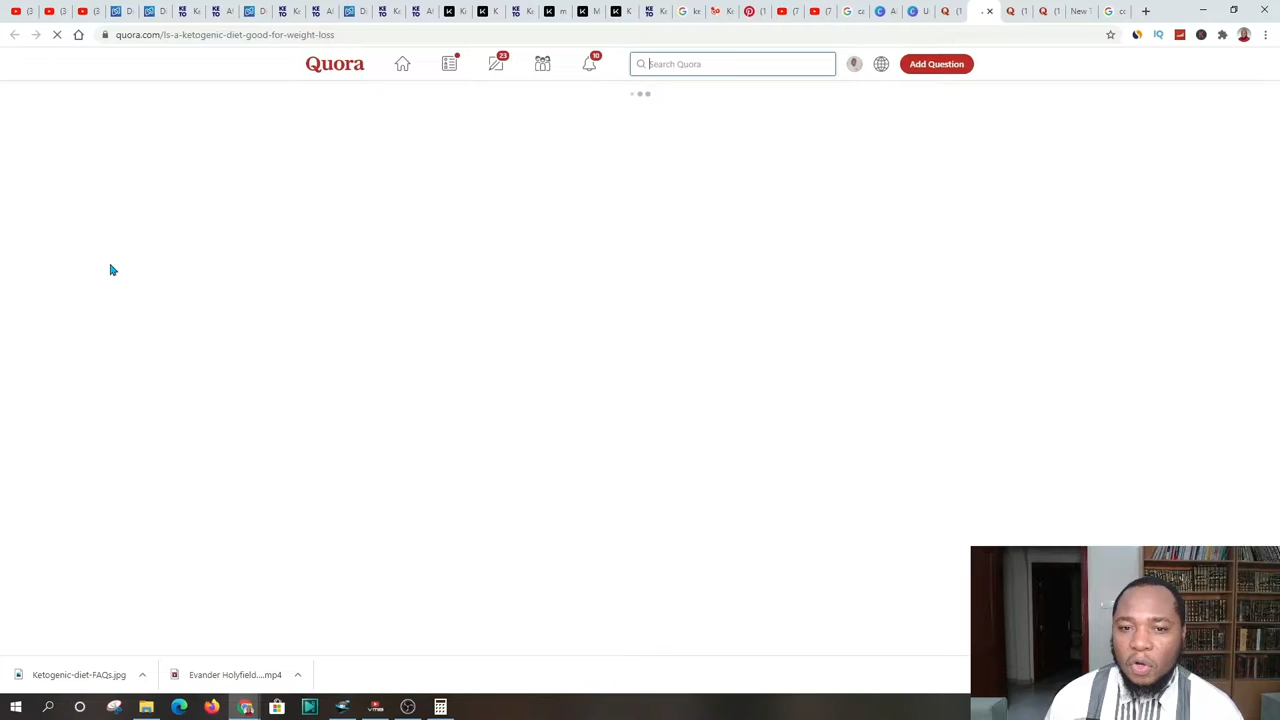 quora.com/Is-a-ketogenic-diet-good-for-weight-loss
Quora
23
10
Search Quora
Add Question
Ketogenic-diet-FAQs.jpg
Evander Holyfield....mp4